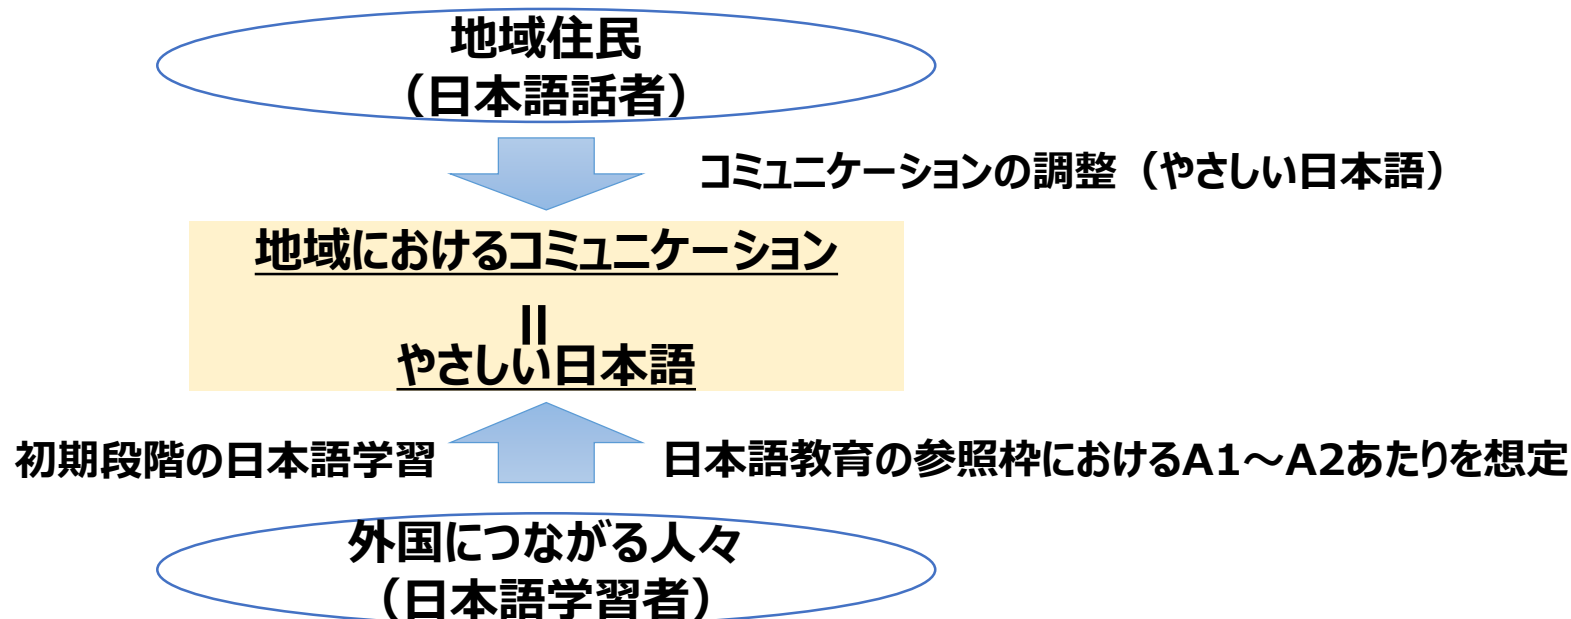 地域住民
（日本語話者）
コミュニケーションの調整（やさしい日本語）
地域におけるコミュニケーション
||
やさしい日本語
初期段階の日本語学習
日本語教育の参照枠におけるA1～A2あたりを想定
外国につながる人々
（日本語学習者）